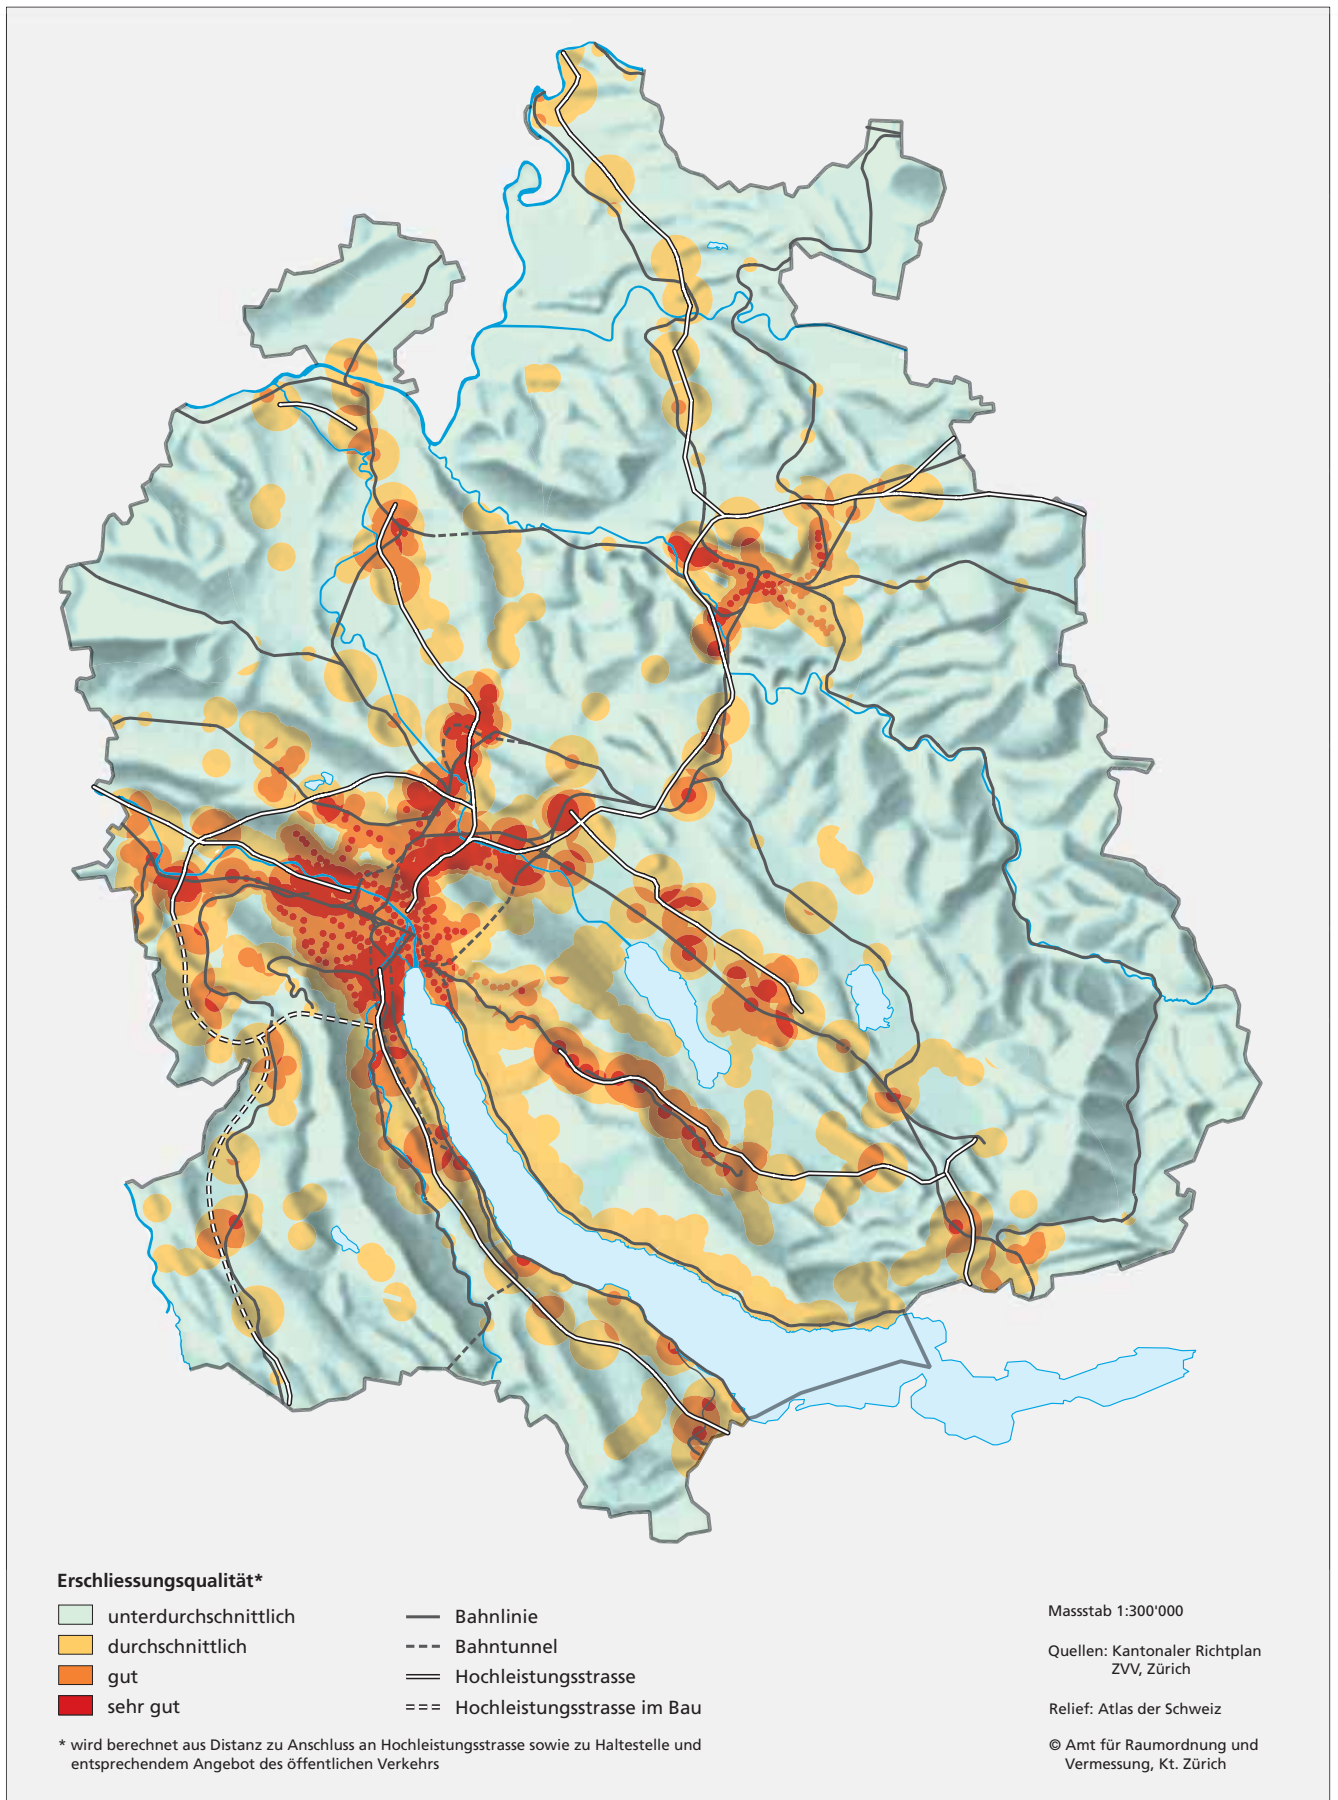 Erschliessungsqualität*
unterdurchschnittlich
durchschnittlich
gut
sehr gut
Bahnlinie
Bahntunnel
Hochleistungsstrasse
Hochleistungsstrasse im Bau
* wird berechnet aus Distanz zu Anschluss an Hochleistungsstrasse sowie zu Haltestelle und
entsprechendem Angebot des öffentlichen Verkehrs
Massstab 1:300'000
Quellen: Kantonaler Richtplan
ZVV, Zürich
Relief: Atlas der Schweiz
© Amt für Raumordnung und
Vermessung, Kt. Zürich